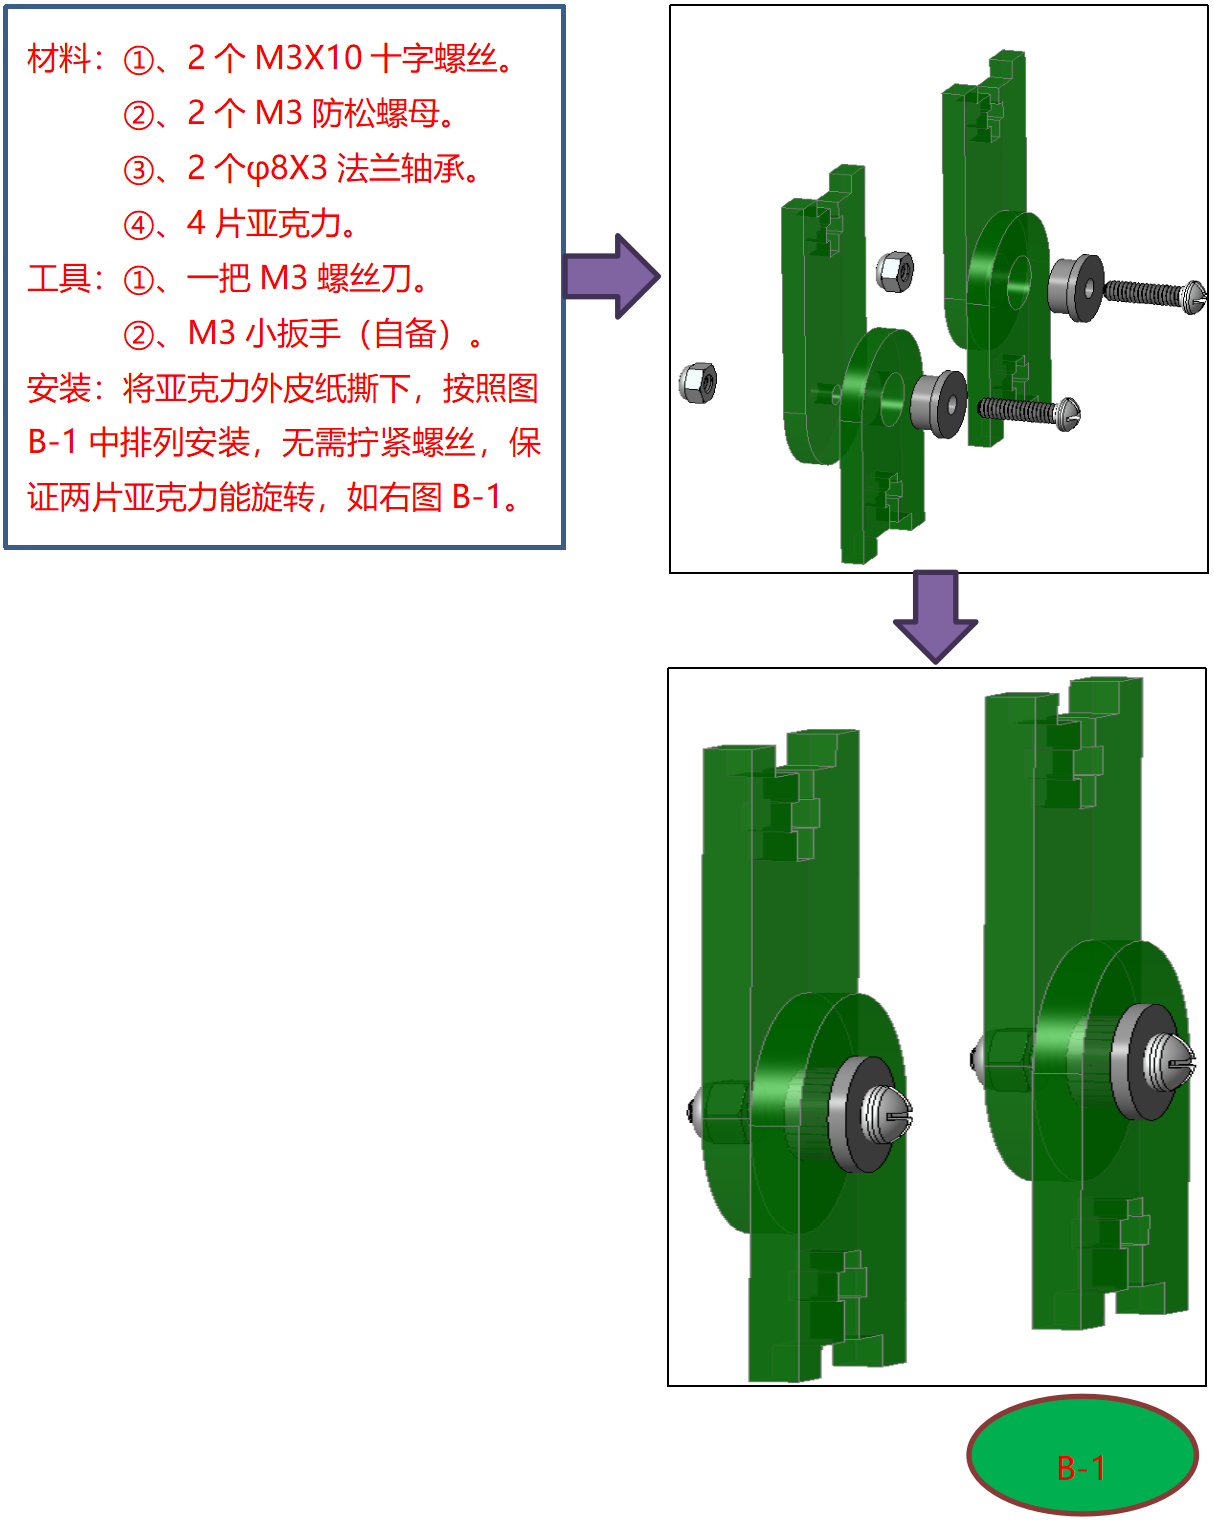 材料：①、2 个 M3X10 十字螺丝。
②、2 个 M3 防松螺母。
③、2 个φ8X3 法兰轴承。
④、4 片亚克力。
工具：①、一把 M3 螺丝刀。
②、M3 小扳手（自备）。
安装：将亚克力外皮纸撕下，按照图
B-1 中排列安装，无需拧紧螺丝，保
证两片亚克力能旋转，如右图 B-1。
B-1